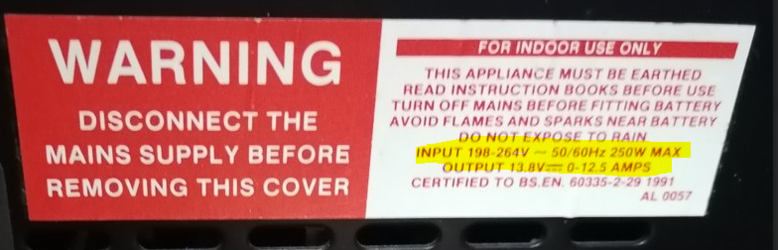 WARNING
DISCONNECT THE
MAINS SUPPLY BEFORE
REMOVING THIS COVER
FOR INDOOR USE ONLY
THIS APPLIANCE MUST BE EARTHED
READ INSTRUCTION BOOKS BEFORE USE
TURN OFF MAINS BEFORE FITTING BATTERY
AVOID FLAMES AND SPARKS NEAR BATTERY
DO NOT EXPOSE TO RAIN
INPUT 198-264V ~ 50/60Hz 250W MAX
OUTPUT 13.8V⎓ 0-12.5 AMPS
CERTIFIED TO BS.EN. 60335-2-29 1991
AL 0057